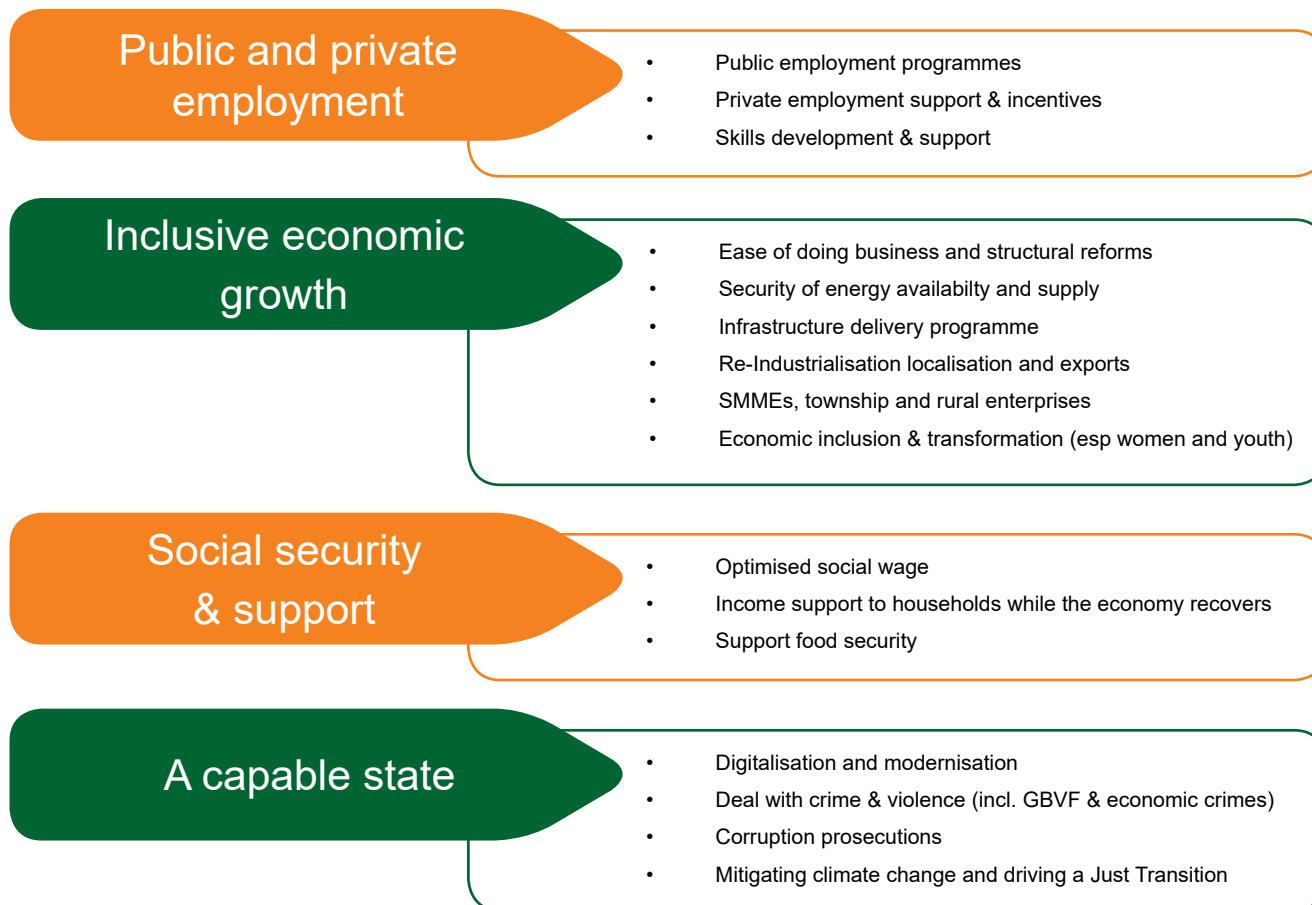 Public and private
employment
• Public employment programmes
• Private employment support & incentives
• Skills development & support
Inclusive economic
growth
• Ease of doing business and structural reforms
• Security of energy availabilty and supply
• Infrastructure delivery programme
• Re-Industrialisation localisation and exports
• SMMEs, township and rural enterprises
• Economic inclusion & transformation (esp women and youth)
Social security
& support
• Optimised social wage
• Income support to households while the economy recovers
• Support food security
A capable state
• Digitalisation and modernisation
• Deal with crime & violence (incl. GBVF & economic crimes)
• Corruption prosecutions
• Mitigating climate change and driving a Just Transition